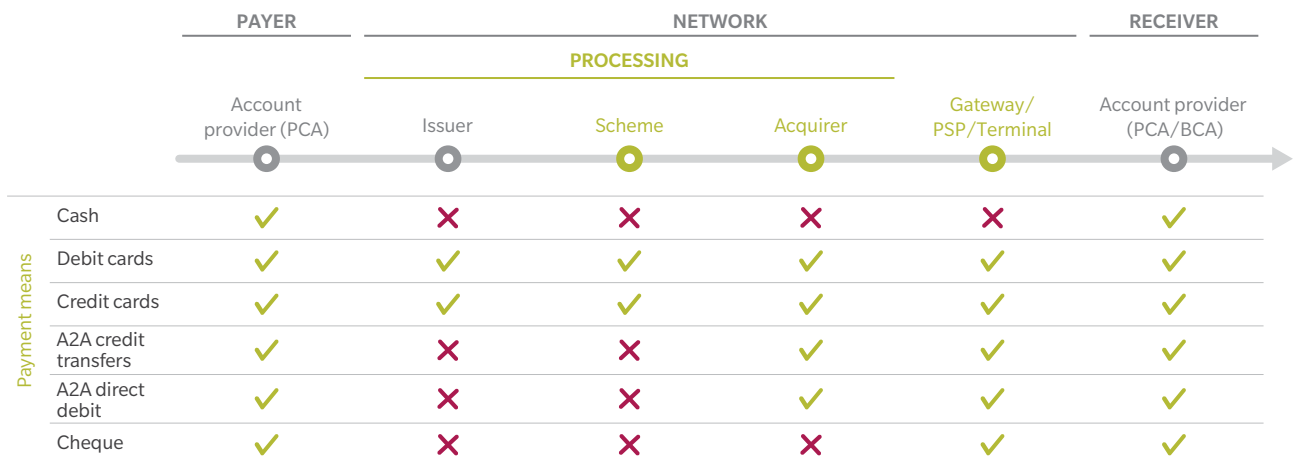 PAYER
NETWORK
RECEIVER
PROCESSING
Account
provider (PCA)
Issuer
Scheme
Acquirer
Gateway/
PSP/Terminal
Account provider
(PCA/BCA)
Payment means
Cash
Debit cards
Credit cards
A2A credit
transfers
A2A direct
debit
Cheque